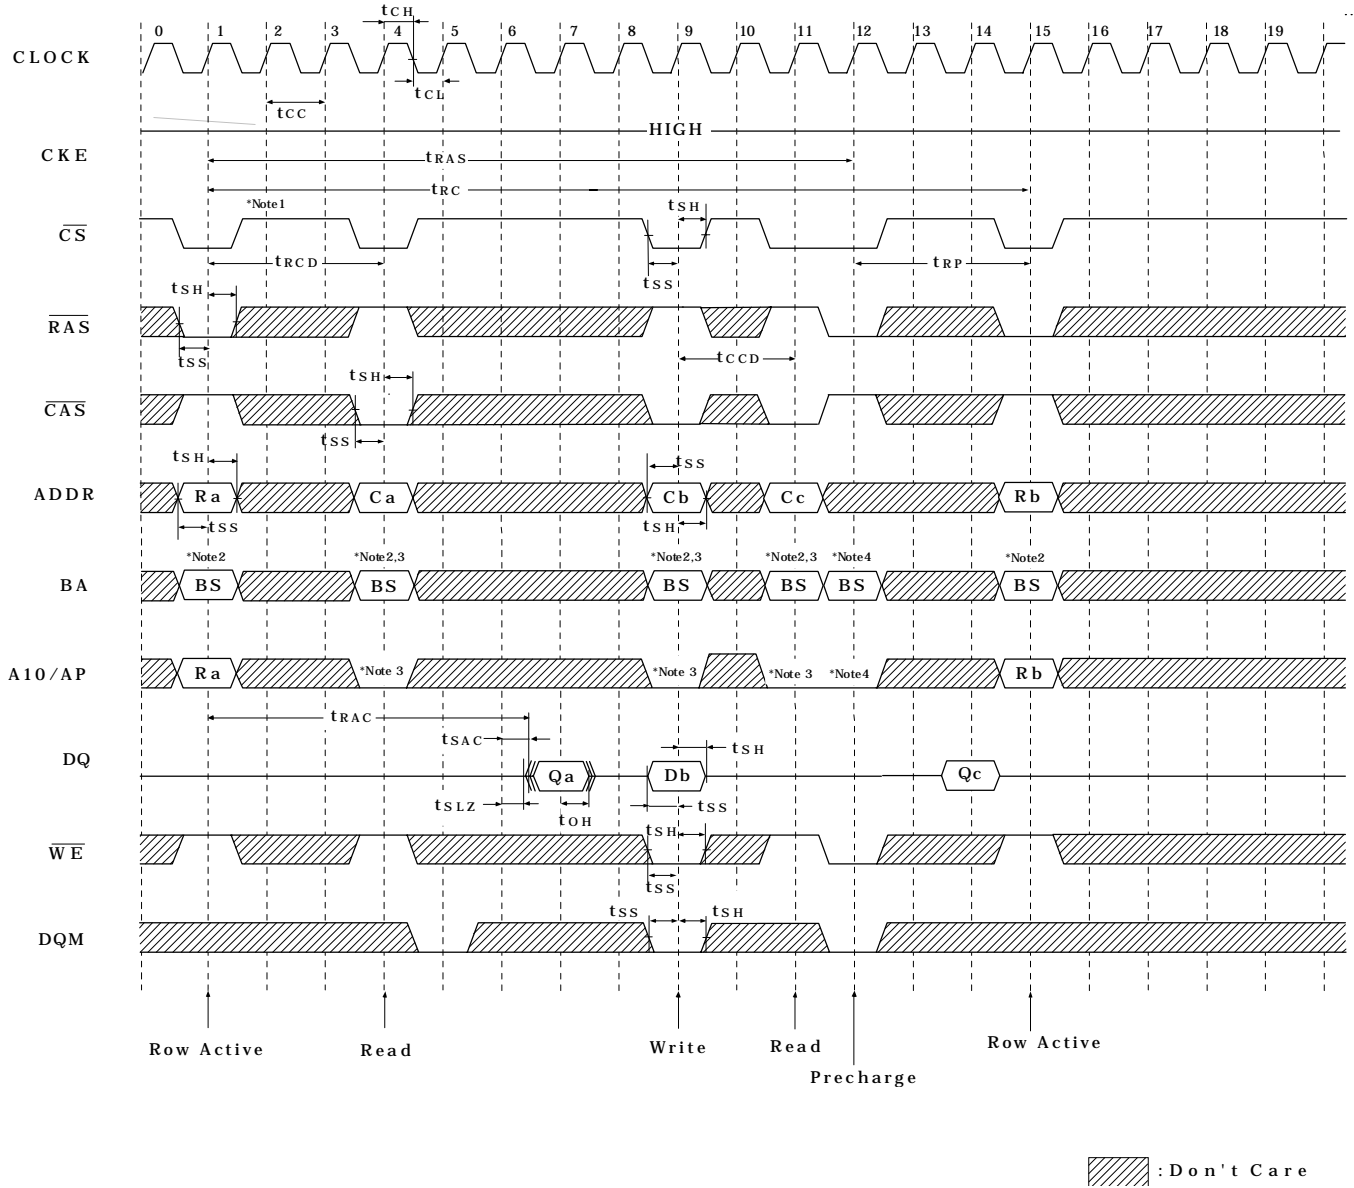 0 1 2 3 4 5 6 7 8 9 10 11 12 13 14 15 16 17 18 19
tCH
CLOCK
tCL
tCC
HIGH
CKE
tRAS
tRC
*Note1
tSH
CS
tRCD
tRP
tSS
tSH
RAS
tSS
tCCD
tSH
CAS
tSS
tSH
tSS
ADDR
Ra Ca Cb Cc Rb
tSS
tSH
*Note2 *Note2,3 *Note2,3 *Note2,3 *Note4 *Note2
BA
BS BS BS BS BS BS
A10/AP
Ra *Note 3 *Note 3 *Note 3 *Note4 Rb
tRAC
tSAC
tSH
DQ
Qa Db Qc
tSLZ
tOH
tSS
tSH
WE
tSS
tSS
tSH
DQM
Row Active Read Write Read Row Active
Precharge
: Don't Care